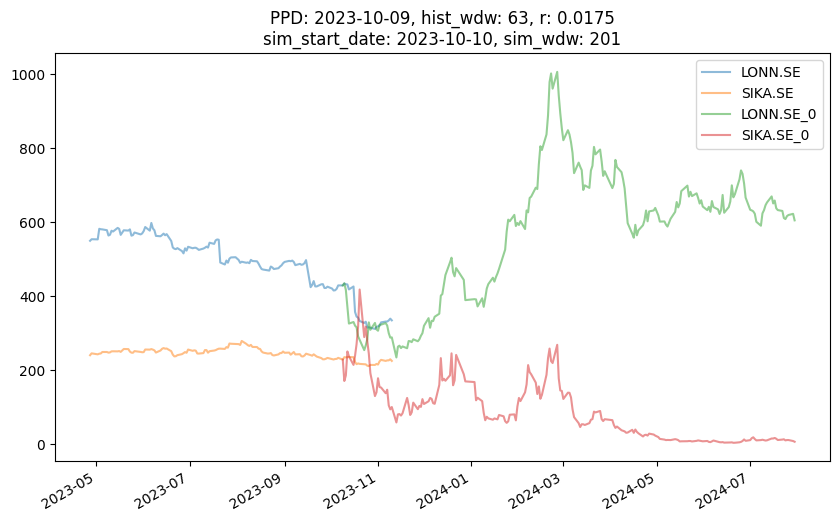 PPD: 2023-10-09, hist_wdw: 63, r: 0.0175
sim_start_date: 2023-10-10, sim_wdw: 201
LONN.SE
SIKA.SE
LONN.SE_0
SIKA.SE_0
1000
800
600
400
200
0
2023-05
2023-07
2023-09
2023-11
2024-01
2024-03
2024-05
2024-07